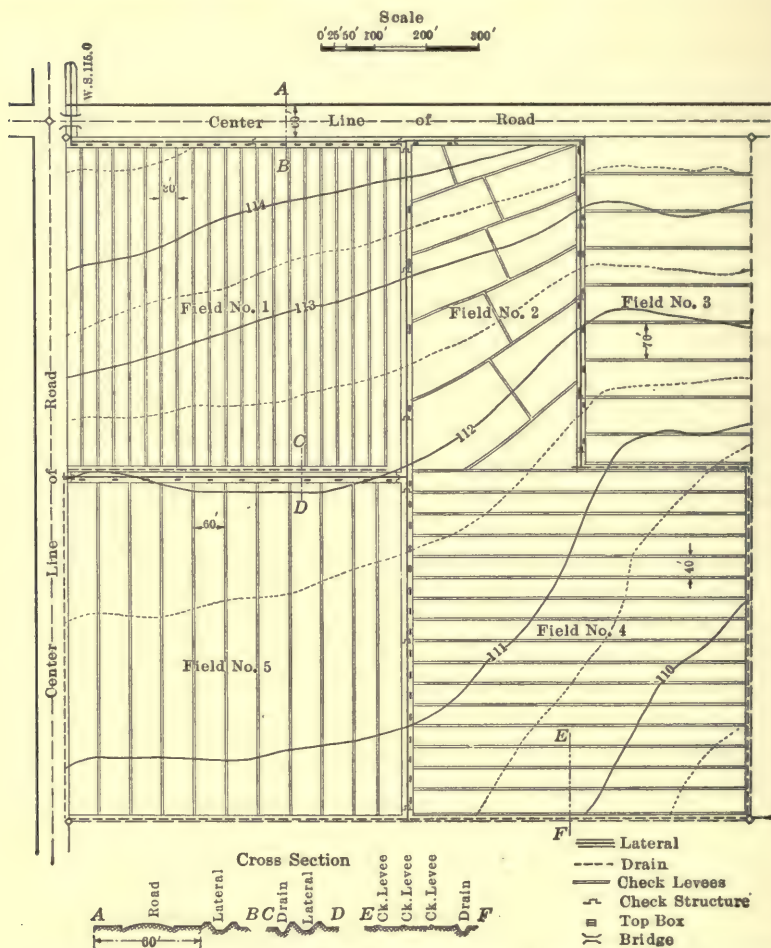 Scale
0' 25' 50' 100' 200' 300'
W.S.115.0
A
60'
Center Line of Road
B
30'
114
Field No. 1
113
Field No. 2
Field No. 3
70'
112
C
D
Center Line of Road
60'
40'
Field No. 4
111
Field No. 5
110
E
F
Cross Section
A
Road
Lateral
B
C
Drain
Lateral
D
E
Ck.Levee
Ck.Levee
Ck.Levee
Drain
F
60'
Lateral
Drain
Check Levees
Check Structure
Top Box
Bridge